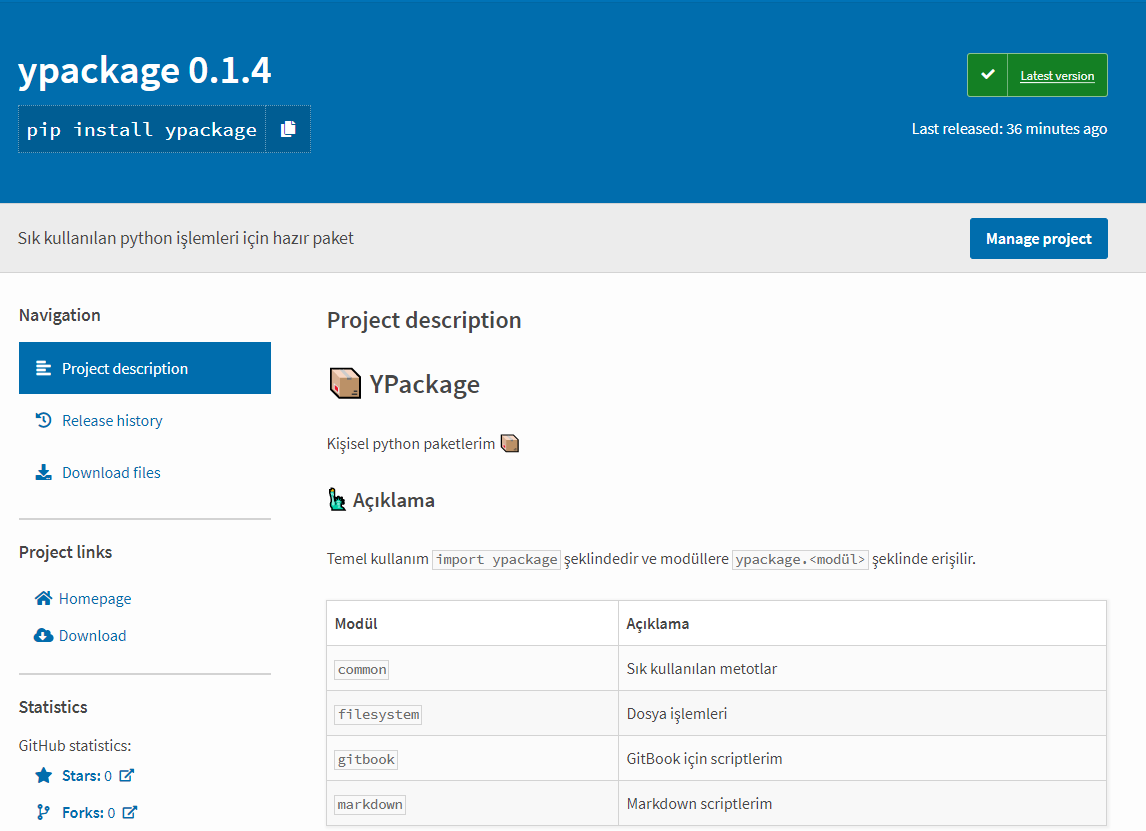 ypackage 0.1.4
Latest version
pip install ypackage
Last released: 36 minutes ago
Sık kullanılan python işlemleri için hazır paket
Manage project
Navigation
Project description
Release history
Download files
Project links
Homepage
Download
Statistics
GitHub statistics:
Stars: 0
Forks: 0
Project description
YPackage
Kişisel python paketlerim
Açıklama
Temel kullanım import ypackage şeklindedir ve modüllere ypackage.<modül> şeklinde erişilir.
Modül Açıklama
common Sık kullanılan metotlar
filesystem Dosya işlemleri
gitbook GitBook için scriptlerim
markdown Markdown scriptlerim